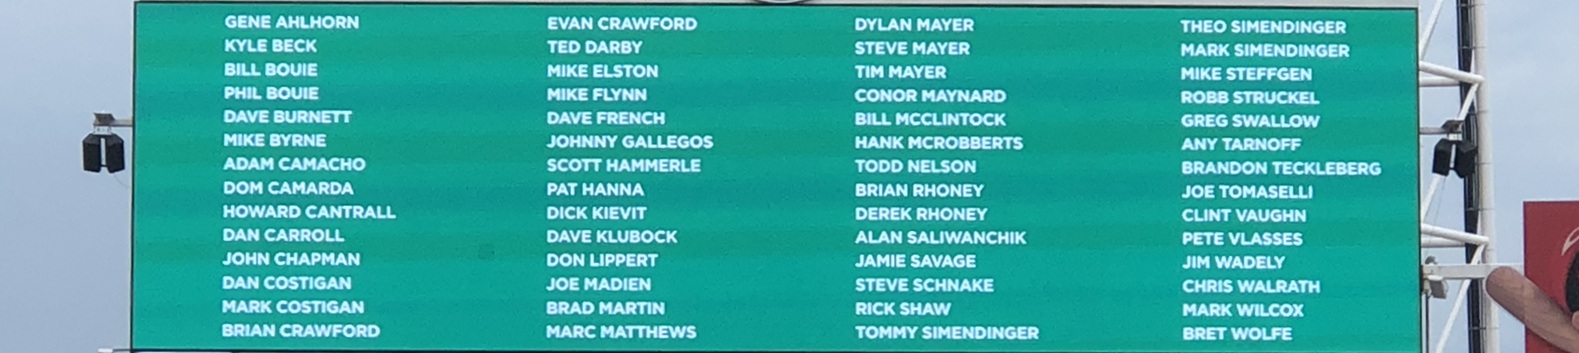 GENE AHLHORN
KYLE BECK
BILL BOUIE
PHIL BOUIE
DAVE BURNETT
MIKE BYRNE
ADAM CAMACHO
DOM CAMARDA
HOWARD CANTRALL
DAN CARROLL
JOHN CHAPMAN
DAN COSTIGAN
MARK COSTIGAN
BRIAN CRAWFORD
EVAN CRAWFORD
TED DARBY
MIKE ELSTON
MIKE FLYNN
DAVE FRENCH
JOHNNY GALLEGOS
SCOTT HAMMERLE
PAT HANNA
DICK KIEVIT
DAVE KLUBOCK
DON LIPPERT
JOE MADIEN
BRAD MARTIN
MARC MATTHEWS
DYLAN MAYER
STEVE MAYER
TIM MAYER
CONOR MAYNARD
BILL MCCLINTOCK
HANK MCROBBERTS
TODD NELSON
BRIAN RHONEY
DEREK RHONEY
ALAN SALIWANCHIK
JAMIE SAVAGE
STEVE SCHNAKE
RICK SHAW
TOMMY SIMENDINGER
THEO SIMENDINGER
MARK SIMENDINGER
MIKE STEFFGEN
ROBB STRUCKEL
GREG SWALLOW
ANY TARNOFF
BRANDON TECKLEBERG
JOE TOMASELLI
CLINT VAUGHN
PETE VLASSES
JIM WADELY
CHRIS WALRATH
MARK WILCOX
BRET WOLFE